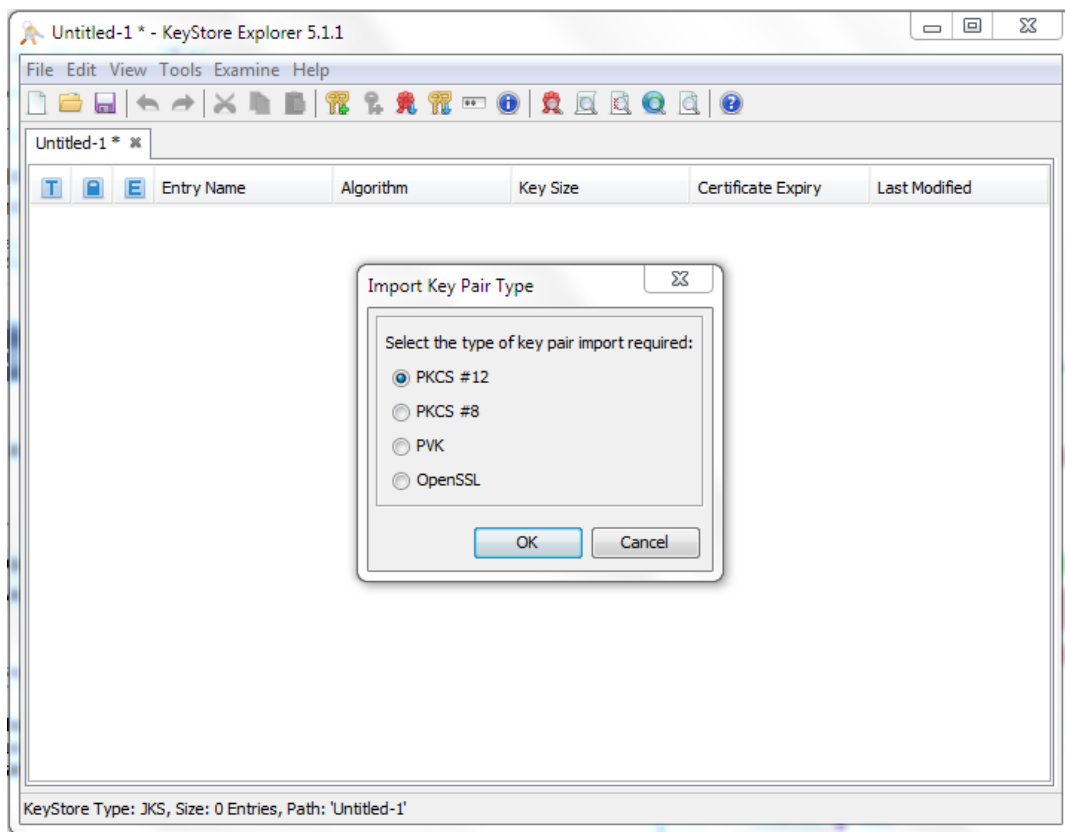 Untitled-1 * - KeyStore Explorer 5.1.1
File Edit View Tools Examine Help
Untitled-1 *
T E Entry Name Algorithm Key Size Certificate Expiry Last Modified
Import Key Pair Type
Select the type of key pair import required:
PKCS #12
PKCS #8
PVK
OpenSSL
OK Cancel
KeyStore Type: JKS, Size: 0 Entries, Path: 'Untitled-1'